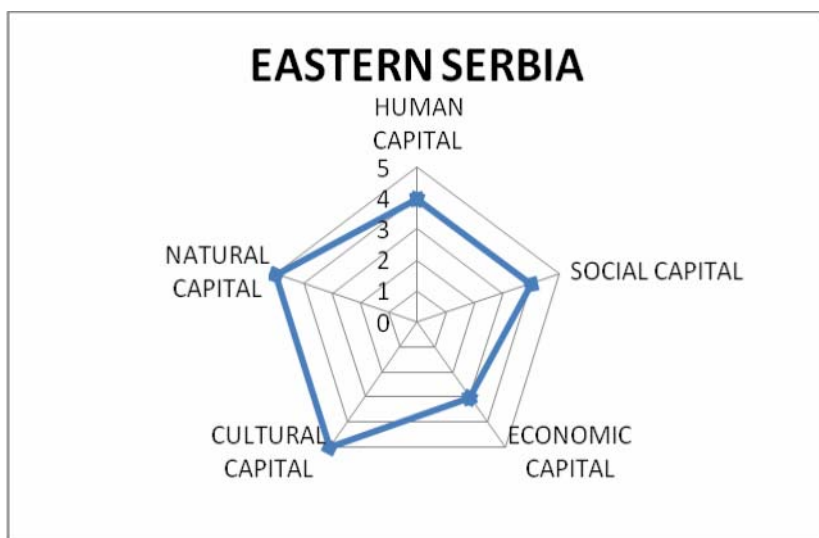 EASTERN SERBIA
HUMAN
CAPITAL
5
4
3
2
1
0
SOCIAL CAPITAL
ECONOMIC
CAPITAL
CULTURAL
CAPITAL
NATURAL
CAPITAL